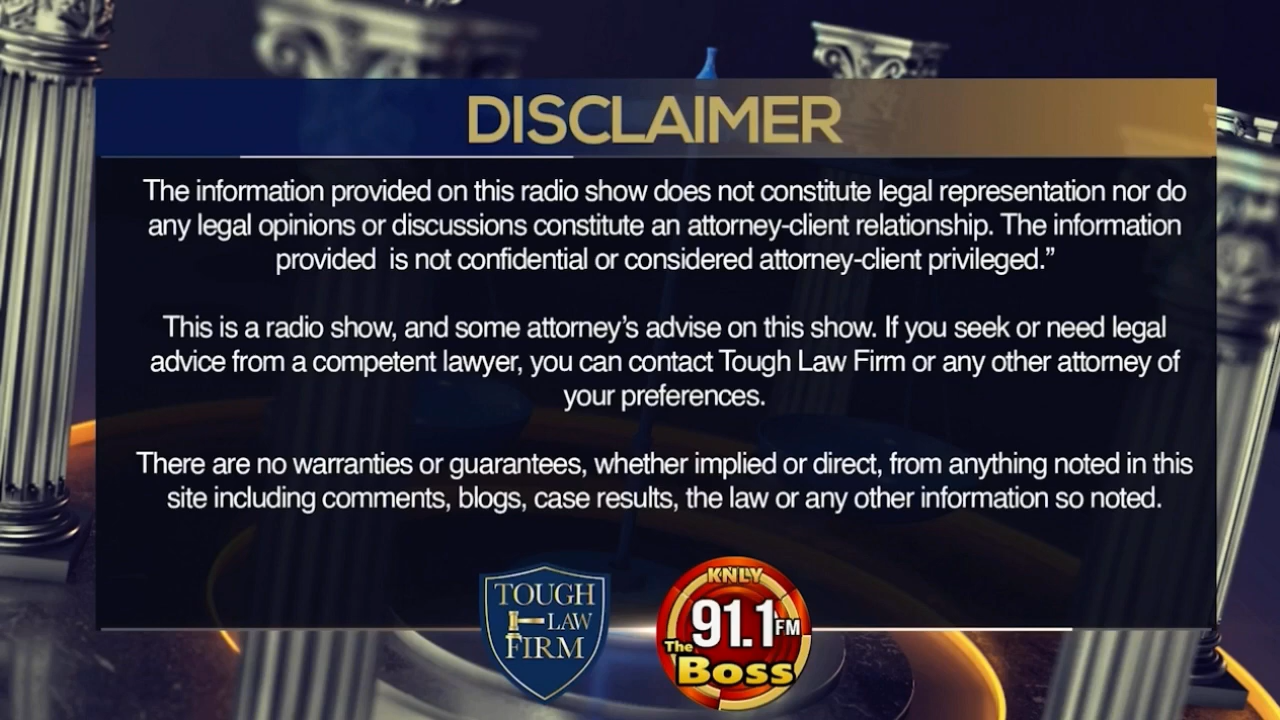 DISCLAIMER
The information provided on this radio show does not constitute legal representation nor do
any legal opinions or discussions constitute an attorney-client relationship. The information
provided  is not confidential or considered attorney-client privileged.”
This is a radio show, and some attorney’s advise on this show. If you seek or need legal
advice from a competent lawyer, you can contact Tough Law Firm or any other attorney of
your preferences.
There are no warranties or guarantees, whether implied or direct, from anything noted in this
site including comments, blogs, case results, the law or any other information so noted.
TOUGH
LAW
FIRM
KNLY
91.1 FM
The
Boss